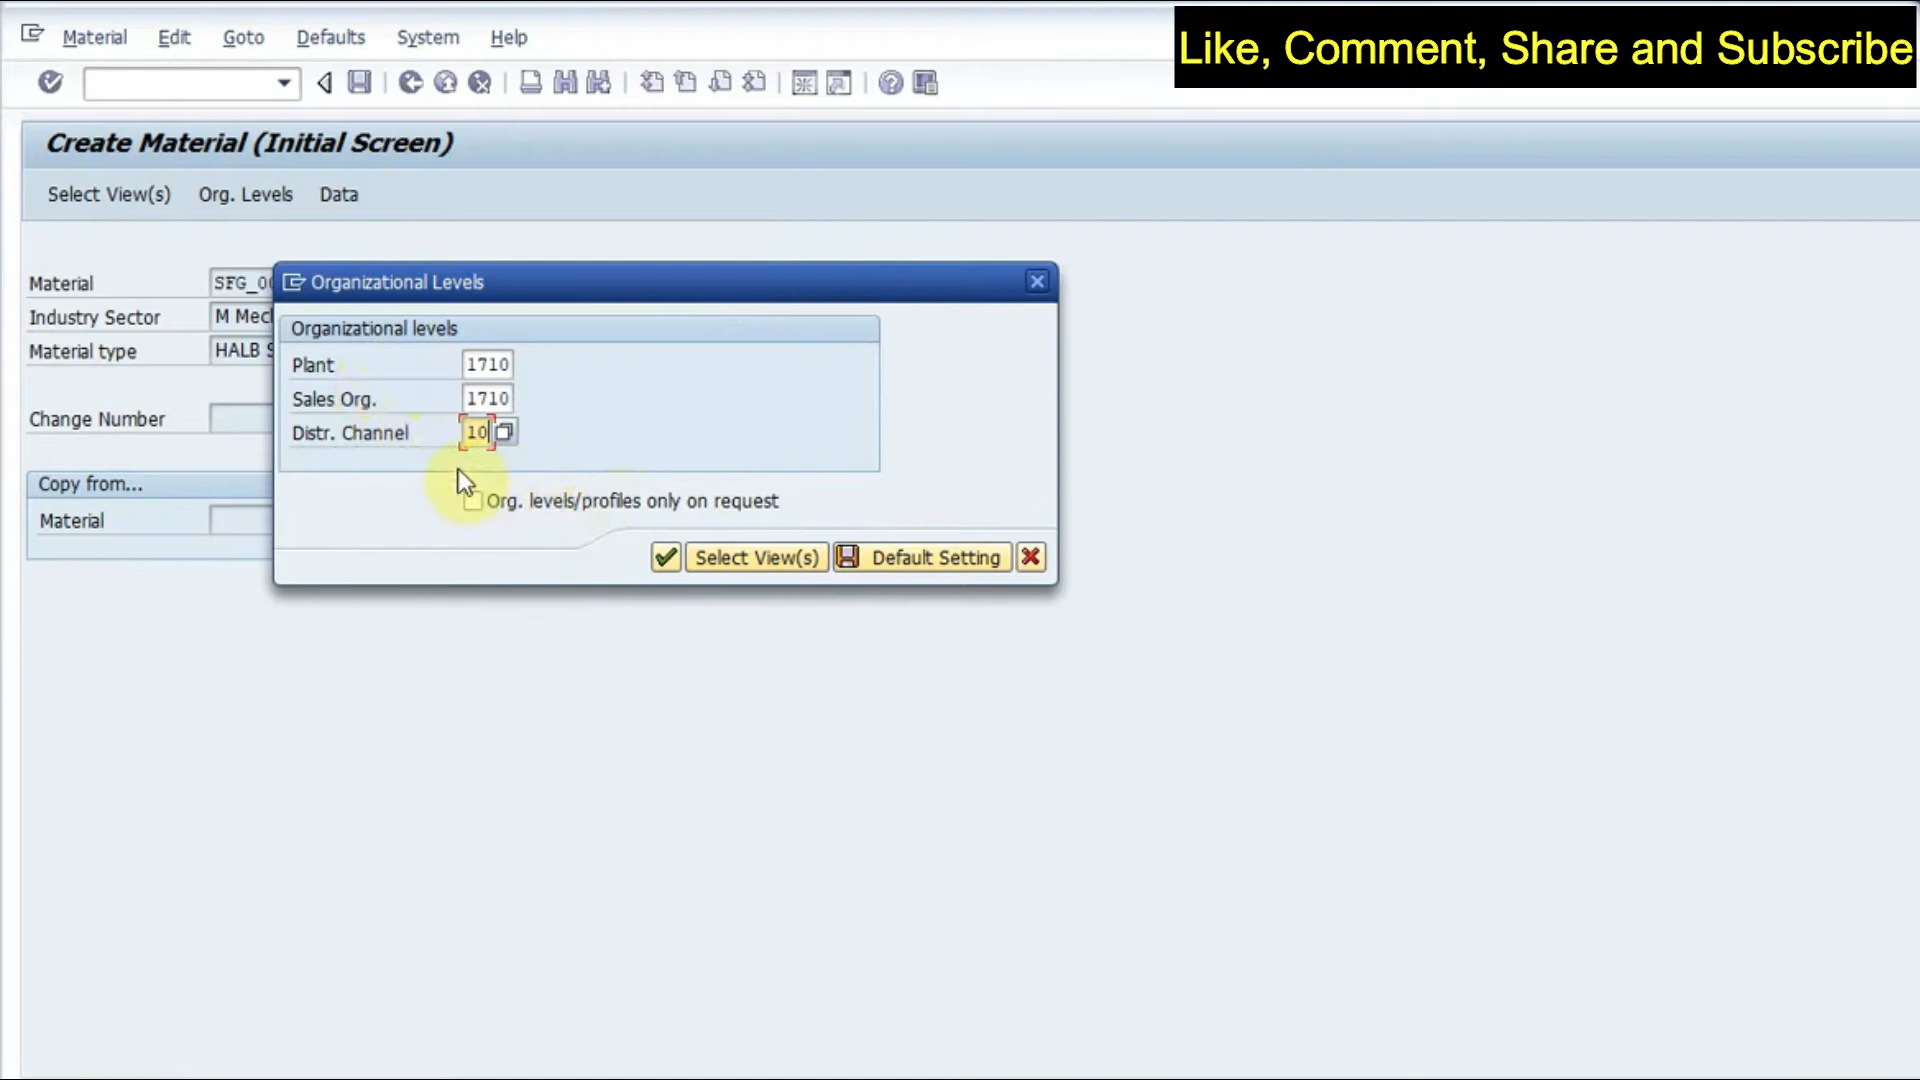 Material Edit Goto Defaults System Help
Like, Comment, Share and Subscribe
Create Material (Initial Screen)
Select View(s) Org. Levels Data
Material
Industry Sector M
Material type HALB
Change Number
Copy from...
Material
Organizational Levels
Organizational levels
Plant 1710
Sales Org. 1710
Distr. Channel 10
Org. levels/profiles only on request
Select View(s) Default Setting